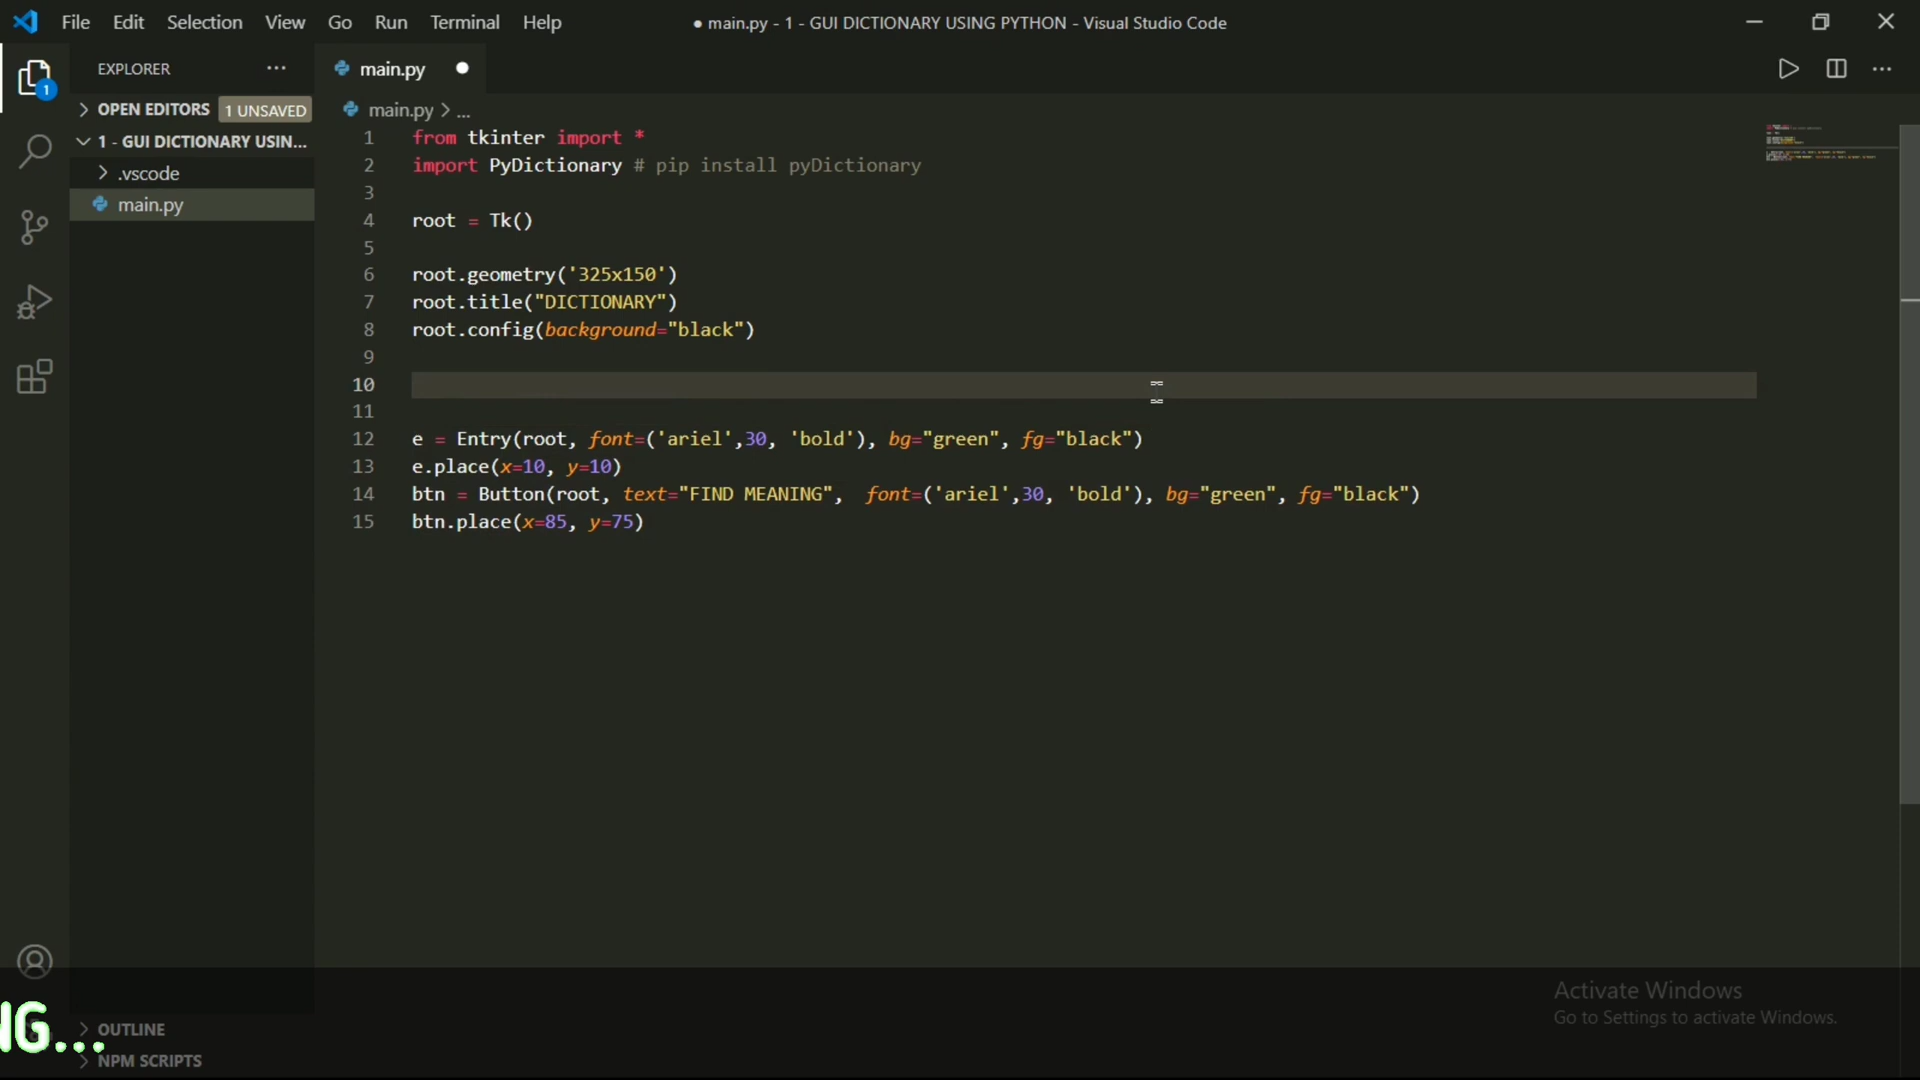 File Edit Selection View Go Run Terminal Help
● main.py - 1 - GUI DICTIONARY USING PYTHON - Visual Studio Code
EXPLORER ...
main.py ●
1
> OPEN EDITORS 1 UNSAVED
main.py > ...
1 - GUI DICTIONARY USIN...
.vscode
main.py
1 from tkinter import *
2 import PyDictionary # pip install pyDictionary
3
4 root = Tk()
5
6 root.geometry('325x150')
7 root.title("DICTIONARY")
8 root.config(background="black")
9
10
11
12 e = Entry(root, font=('ariel',30, 'bold'), bg="green", fg="black")
13 e.place(x=10, y=10)
14 btn = Button(root, text="FIND MEANING",  font=('ariel',30, 'bold'), bg="green", fg="black")
15 btn.place(x=85, y=75)
Activate Windows
Go to Settings to activate Windows.
NG...
OUTLINE
NPM SCRIPTS